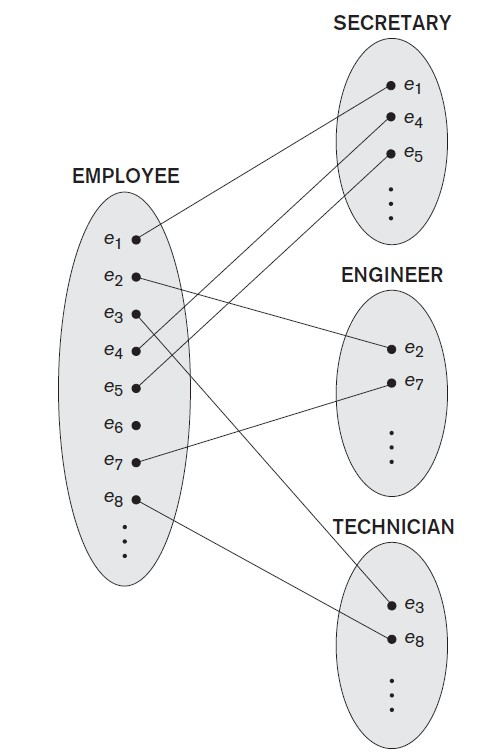 SECRETARY
e1
e4
e5
EMPLOYEE
e1
e2
e3
e4
e5
e6
e7
e8
ENGINEER
e2
e7
TECHNICIAN
e3
e8